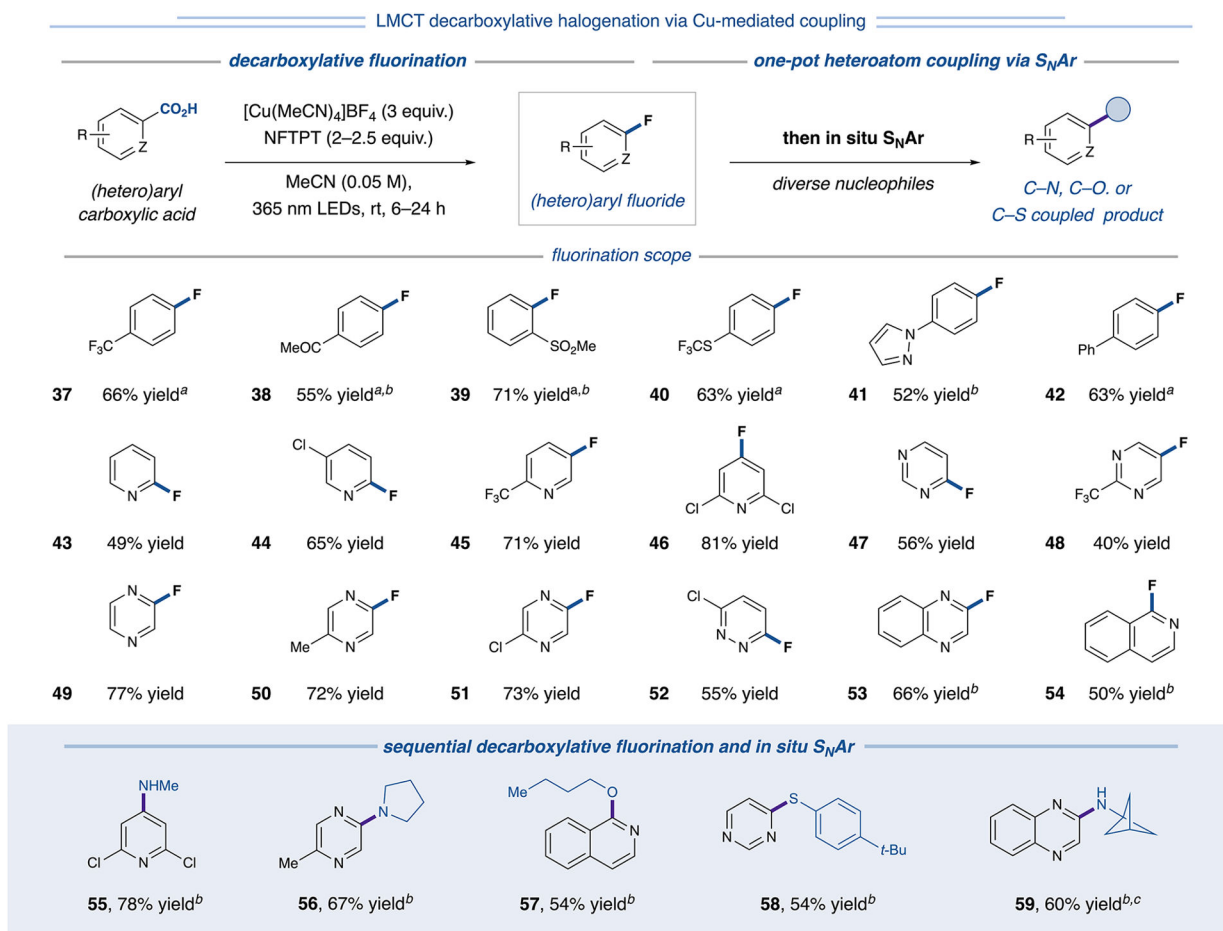 LMCT decarboxylative halogenation via Cu-mediated coupling
decarboxylative fluorination
one-pot heteroatom coupling via SNAr
R
CO2H
Z
(hetero)aryl
carboxylic acid
[Cu(MeCN)4]BF4 (3 equiv.)
NFTPT (2–2.5 equiv.)
MeCN (0.05 M),
365 nm LEDs, rt, 6–24 h
R
F
Z
(hetero)aryl fluoride
then in situ SNAr
diverse nucleophiles
R
Z
C–N, C–O. or
C–S coupled product
fluorination scope
F
F3C
F
MeOC
F
SO2Me
F
F3CS
F
N
N
F
Ph
37 66% yielda
38 55% yielda,b
39 71% yielda,b
40 63% yielda
41 52% yieldb
42 63% yielda
N
F
Cl
N
F
F
F3C
N
F
Cl
N
Cl
N
N
F
F
N
F3C
N
43 49% yield
44 65% yield
45 71% yield
46 81% yield
47 56% yield
48 40% yield
N
F
N
N
F
Me
N
N
F
Cl
N
Cl
N
N
F
N
F
N
F
N
49 77% yield
50 72% yield
51 73% yield
52 55% yield
53 66% yieldb
54 50% yieldb
sequential decarboxylative fluorination and in situ SNAr
NHMe
Cl
N
Cl
N
N
Me
N
Me
O
N
S
N
N
t-Bu
N
H
N
N
55, 78% yieldb
56, 67% yieldb
57, 54% yieldb
58, 54% yieldb
59, 60% yieldb,c